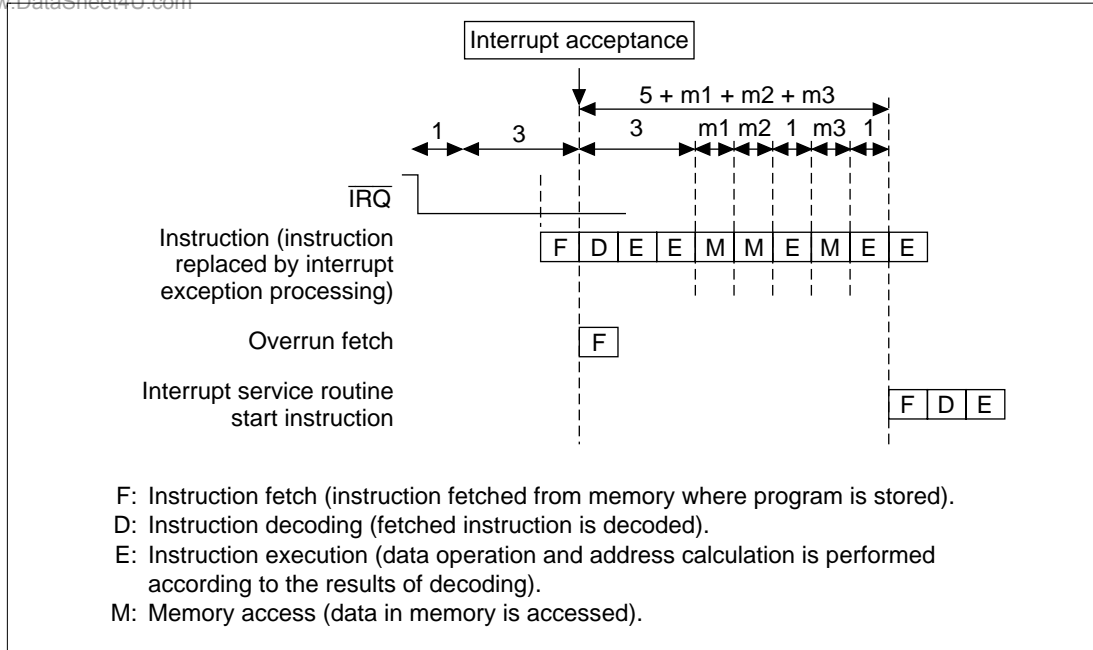 w.DataSheet4U.com
Interrupt acceptance
5 + m1 + m2 + m3
1 3 3 m1 m2 1 m3 1
IRQ
Instruction (instruction
replaced by interrupt
exception processing)
F D E E M M E M E E
Overrun fetch
F
Interrupt service routine
start instruction
F D E
F: Instruction fetch (instruction fetched from memory where program is stored).
D: Instruction decoding (fetched instruction is decoded).
E: Instruction execution (data operation and address calculation is performed
according to the results of decoding).
M: Memory access (data in memory is accessed).